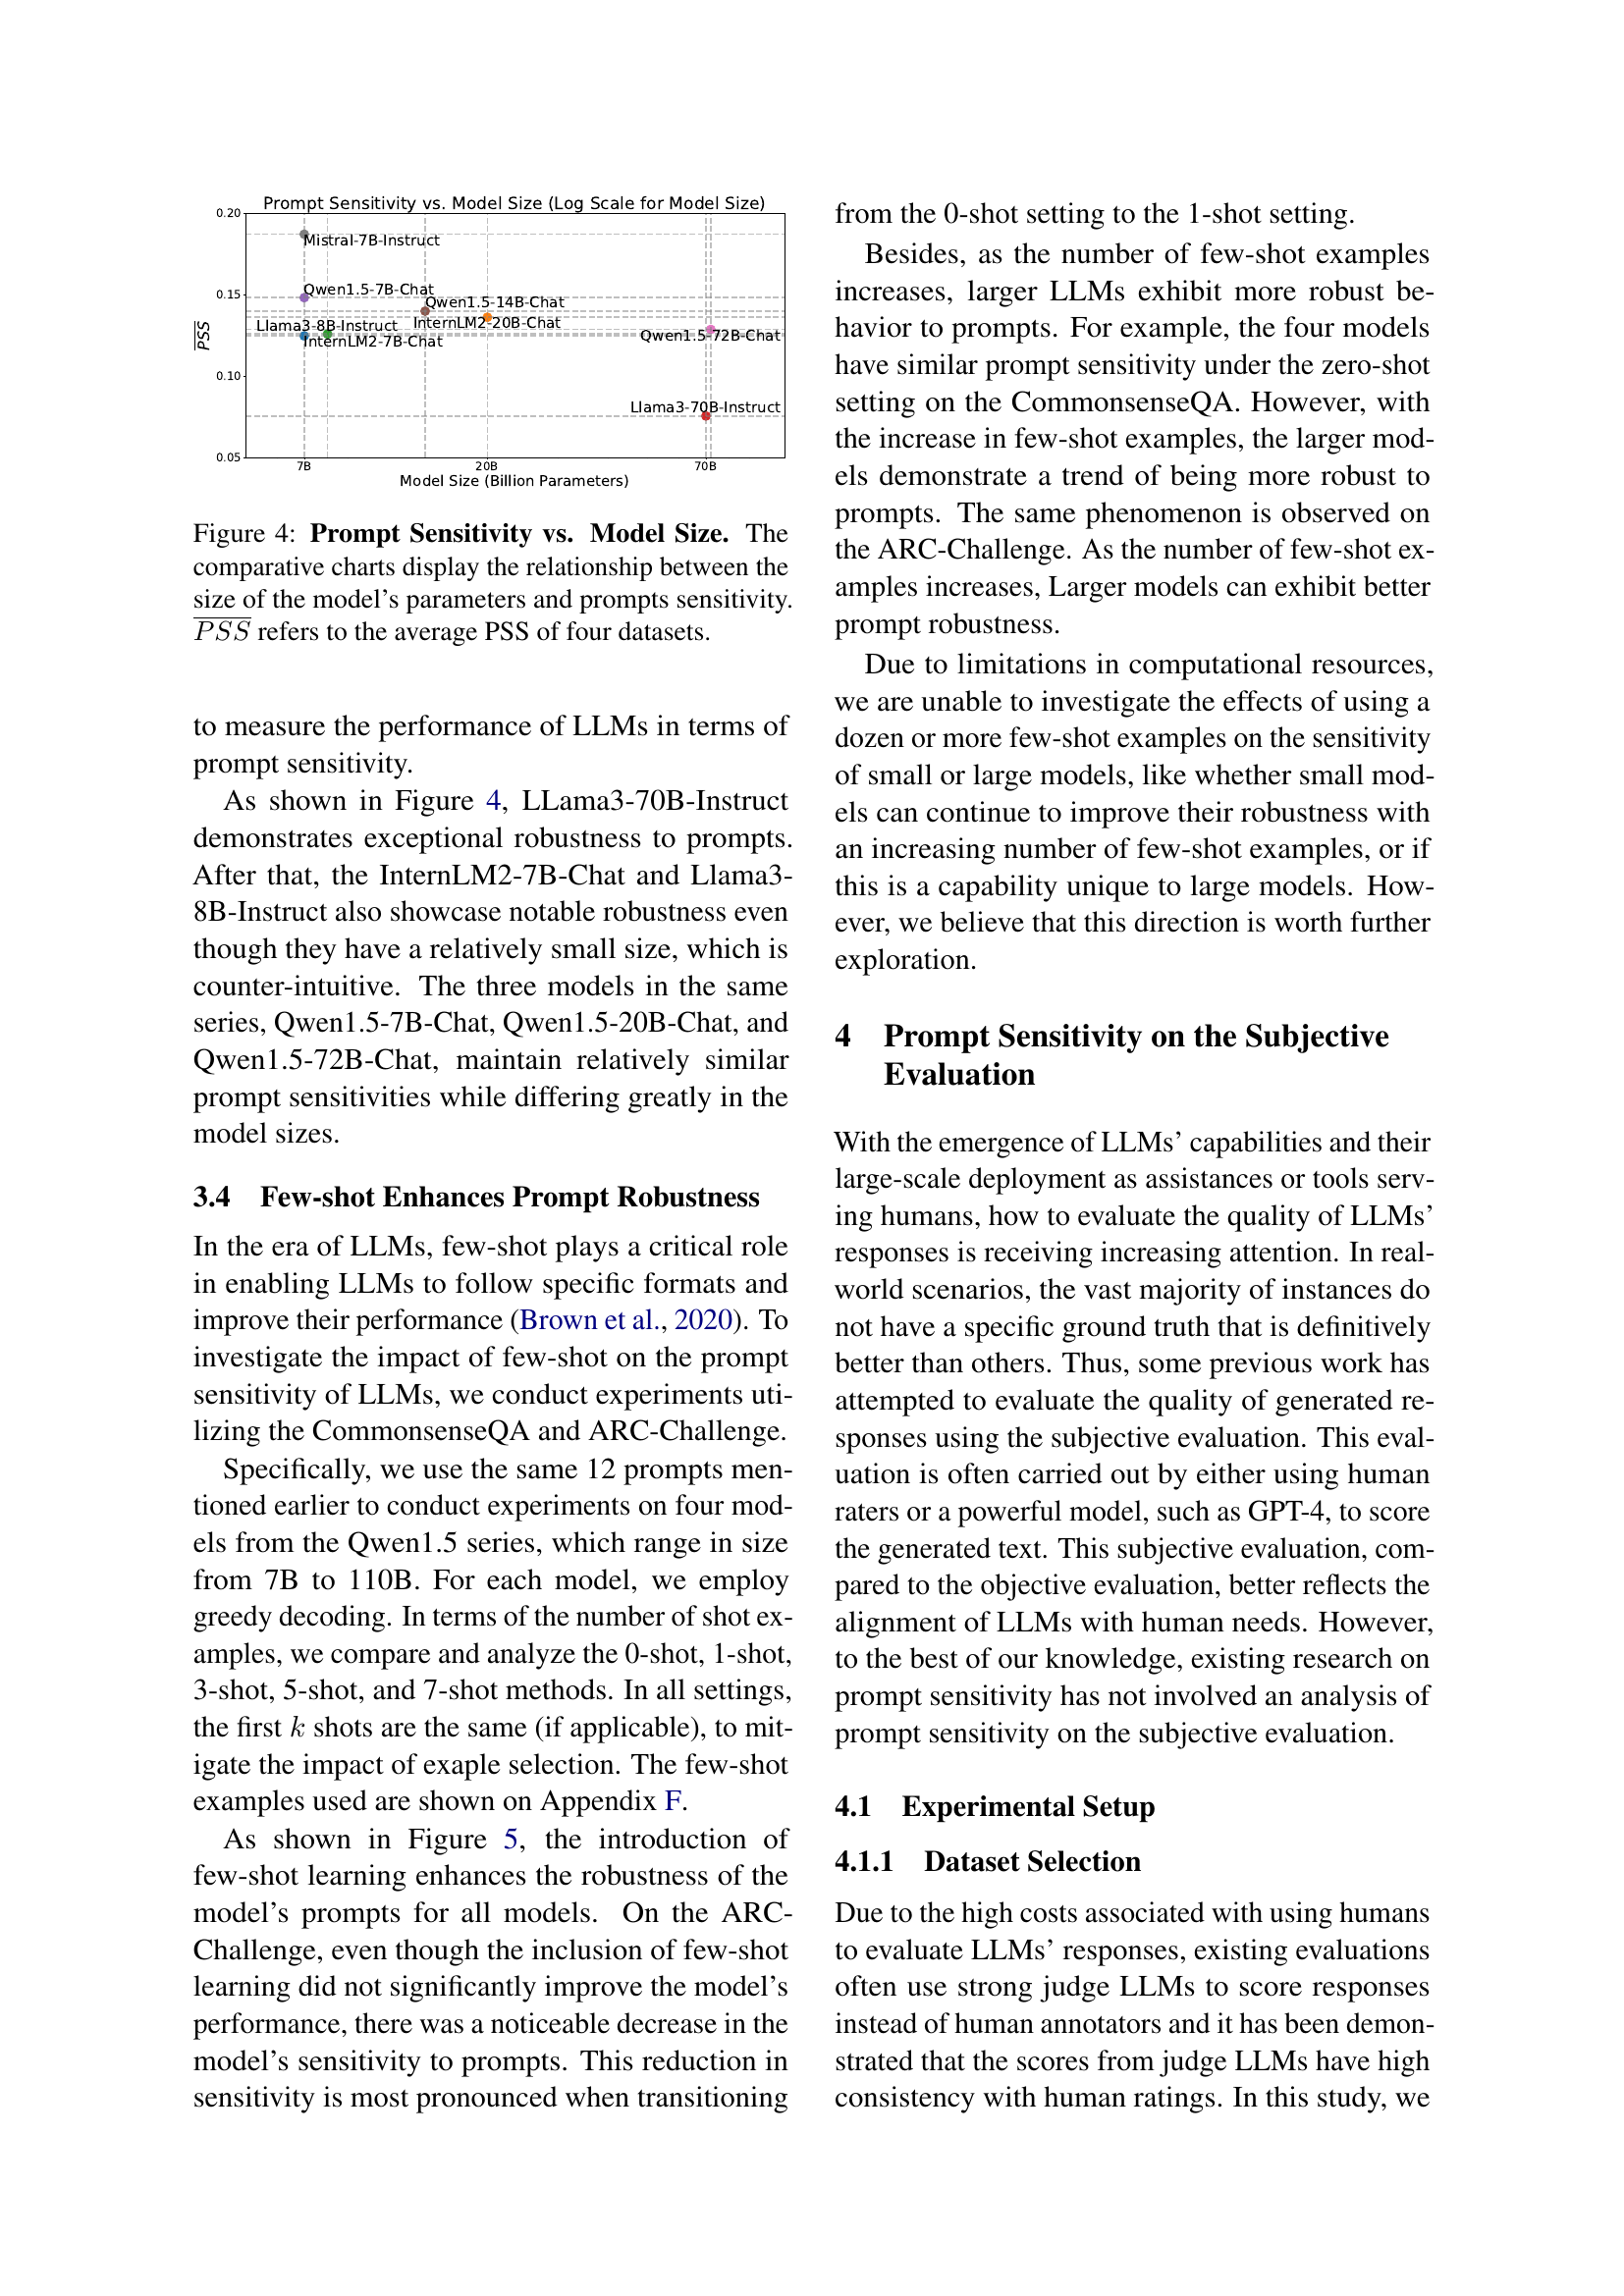 Prompt Sensitivity vs. Model Size (Log Scale for Model Size)
0.20
Mistral-7B-Instruct
0.15
Qwen1.5-7B-Chat
Qwen1.5-14B-Chat
Llama3-8B-Instruct
InternLM2-20B-Chat
Qwen1.5-72B-Chat
InternLM2-7B-Chat
PSS
0.10
Llama3-70B-Instruct
0.05
7B
20B
70B
Model Size (Billion Parameters)
Figure 4: Prompt Sensitivity vs. Model Size. The
comparative charts display the relationship between the
size of the model's parameters and prompts sensitivity.
PSS refers to the average PSS of four datasets.
to measure the performance of LLMs in terms of
prompt sensitivity.
As shown in Figure 4, LLama3-70B-Instruct
demonstrates exceptional robustness to prompts.
After that, the InternLM2-7B-Chat and Llama3-
8B-Instruct also showcase notable robustness even
though they have a relatively small size, which is
counter-intuitive. The three models in the same
series, Qwen1.5-7B-Chat, Qwen1.5-20B-Chat, and
Qwen1.5-72B-Chat, maintain relatively similar
prompt sensitivities while differing greatly in the
model sizes.
3.4 Few-shot Enhances Prompt Robustness
In the era of LLMs, few-shot plays a critical role
in enabling LLMs to follow specific formats and
improve their performance (Brown et al., 2020). To
investigate the impact of few-shot on the prompt
sensitivity of LLMs, we conduct experiments uti-
lizing the CommonsenseQA and ARC-Challenge.
Specifically, we use the same 12 prompts men-
tioned earlier to conduct experiments on four mod-
els from the Qwen1.5 series, which range in size
from 7B to 110B. For each model, we employ
greedy decoding. In terms of the number of shot ex-
amples, we compare and analyze the 0-shot, 1-shot,
3-shot, 5-shot, and 7-shot methods. In all settings,
the first k shots are the same (if applicable), to mit-
igate the impact of exaple selection. The few-shot
examples used are shown on Appendix F.
As shown in Figure 5, the introduction of
few-shot learning enhances the robustness of the
model's prompts for all models. On the ARC-
Challenge, even though the inclusion of few-shot
learning did not significantly improve the model's
performance, there was a noticeable decrease in the
model's sensitivity to prompts. This reduction in
sensitivity is most pronounced when transitioning
from the 0-shot setting to the 1-shot setting.
Besides, as the number of few-shot examples
increases, larger LLMs exhibit more robust be-
havior to prompts. For example, the four models
have similar prompt sensitivity under the zero-shot
setting on the CommonsenseQA. However, with
the increase in few-shot examples, the larger mod-
els demonstrate a trend of being more robust to
prompts. The same phenomenon is observed on
the ARC-Challenge. As the number of few-shot ex-
amples increases, Larger models can exhibit better
prompt robustness.
Due to limitations in computational resources,
we are unable to investigate the effects of using a
dozen or more few-shot examples on the sensitivity
of small or large models, like whether small mod-
els can continue to improve their robustness with
an increasing number of few-shot examples, or if
this is a capability unique to large models. How-
ever, we believe that this direction is worth further
exploration.
4 Prompt Sensitivity on the Subjective
Evaluation
With the emergence of LLMs' capabilities and their
large-scale deployment as assistances or tools serv-
ing humans, how to evaluate the quality of LLMs'
responses is receiving increasing attention. In real-
world scenarios, the vast majority of instances do
not have a specific ground truth that is definitively
better than others. Thus, some previous work has
attempted to evaluate the quality of generated re-
sponses using the subjective evaluation. This eval-
uation is often carried out by either using human
raters or a powerful model, such as GPT-4, to score
the generated text. This subjective evaluation, com-
pared to the objective evaluation, better reflects the
alignment of LLMs with human needs. However,
to the best of our knowledge, existing research on
prompt sensitivity has not involved an analysis of
prompt sensitivity on the subjective evaluation.
4.1 Experimental Setup
4.1.1 Dataset Selection
Due to the high costs associated with using humans
to evaluate LLMs' responses, existing evaluations
often use strong judge LLMs to score responses
instead of human annotators and it has been demon-
strated that the scores from judge LLMs have high
consistency with human ratings. In this study, we